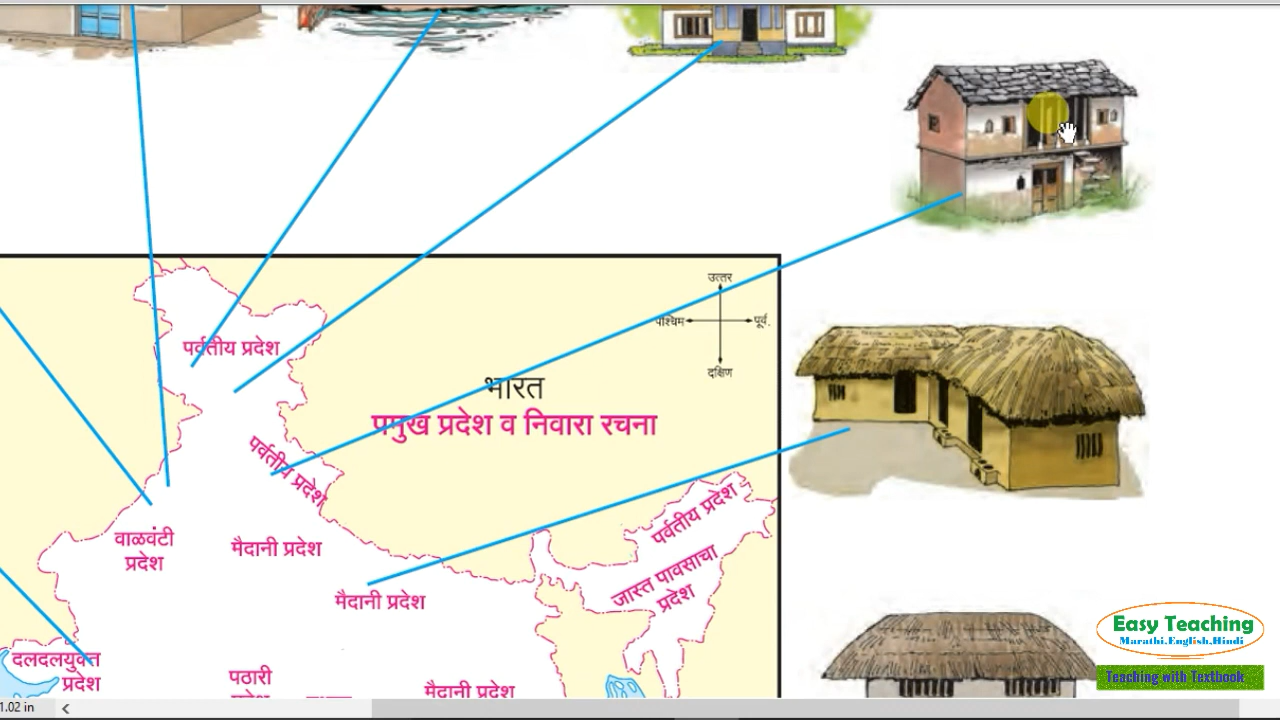 उत्तर
पश्चिम
पूर्व.
दक्षिण
पर्वतीय प्रदेश
भारत
पमुख प्रदेश व निवारा रचना
पर्वतीय प्रदेश
पर्वतीय प्रदेश
वाळवंटी
प्रदेश
मैदानी प्रदेश
जास्त पावसाचा
प्रदेश
मैदानी प्रदेश
दलदलयुक्त
प्रदेश
पठारी
मैदानी प्रदेश
Easy Teaching
Marathi.English.Hindi
Teaching with Textbook
1.02 in